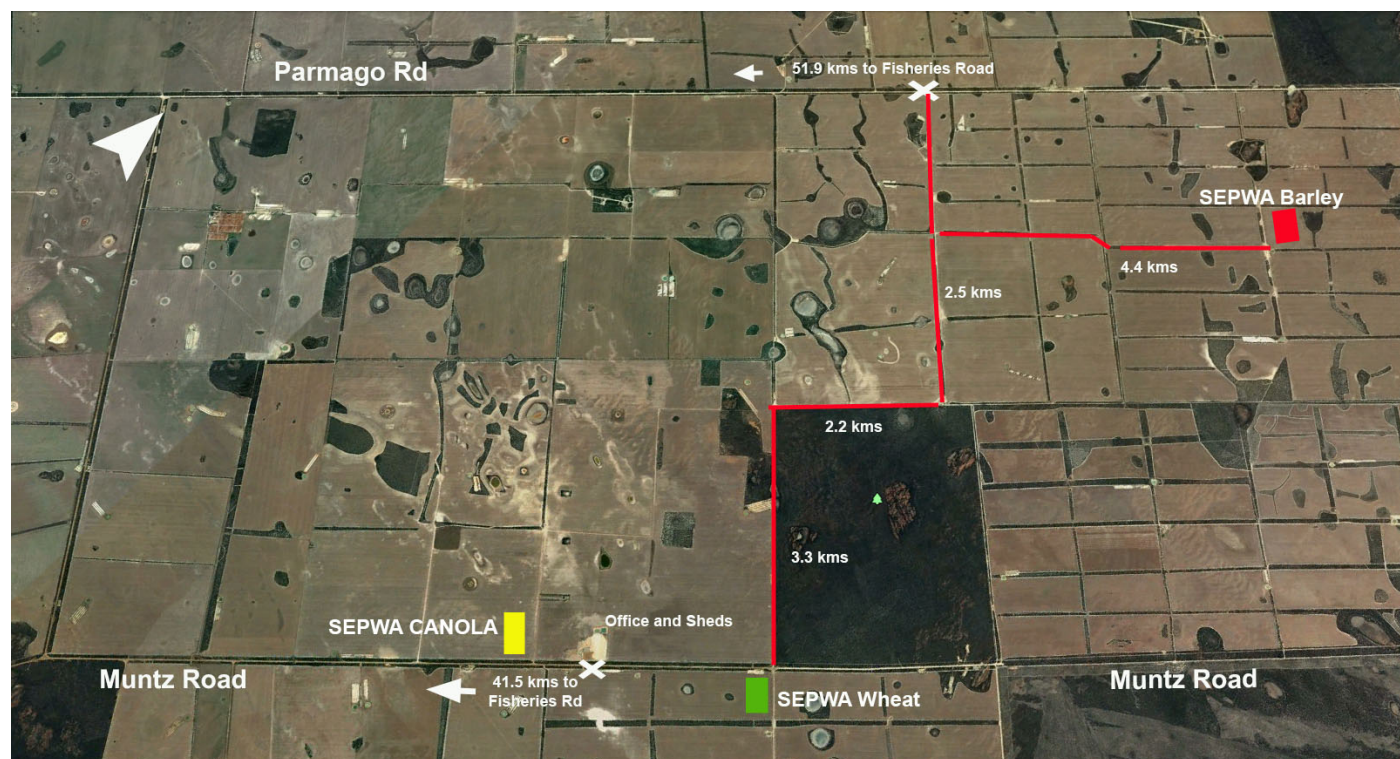 Parmago Rd
51.9 kms to Fisheries Road
SEPWA Barley
4.4 kms
2.5 kms
2.2 kms
3.3 kms
SEPWA CANOLA
Office and Sheds
Muntz Road
41.5 kms to
Fisheries Rd
SEPWA Wheat
Muntz Road